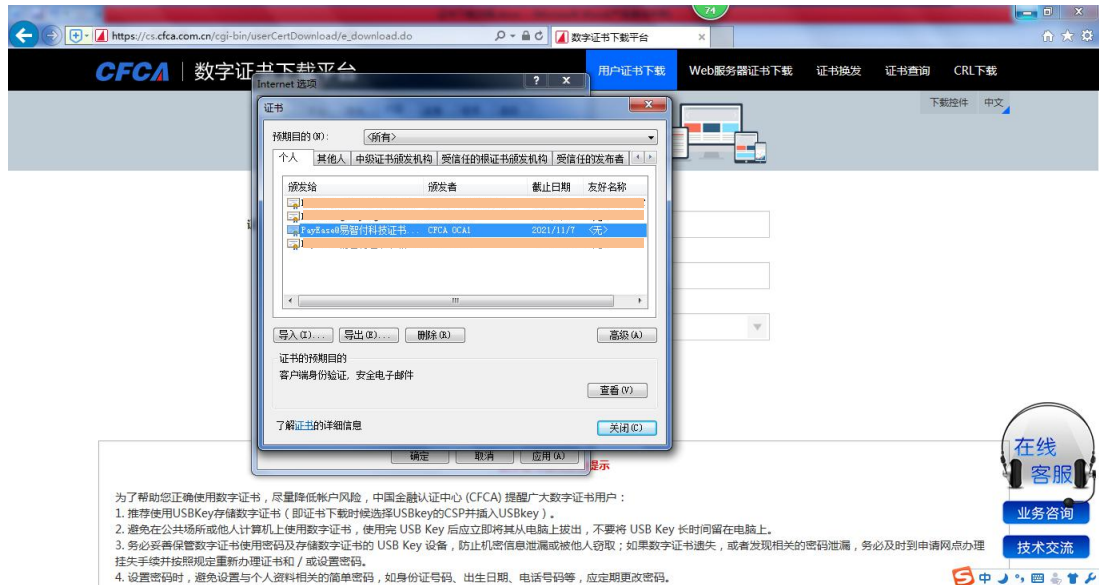 74
https://cs.cfca.com.cn/cgi-bin/userCertDownload/e_download.do
数字证书下载平台
CFCA 数字证书下载平台
用户证书下载 Web服务器证书下载 证书换发 证书查询 CRL下载
下载控件 中文
Internet 选项
证书
预期目的(N): <所有>
个人 其他人 中级证书颁发机构 受信任的根证书颁发机构 受信任的发布者
颁发给 颁发者 截止日期 友好名称
PayEase@易智付科技证书... CFCA OCA1 2021/11/7 <无>
导入(I)... 导出(E)... 删除(R) 高级(A)
证书的预期目的
客户端身份验证, 安全电子邮件
查看(V)
了解证书的详细信息
关闭(C)
确定 取消 应用(A)
提示
为了帮助您正确使用数字证书，尽量降低帐户风险，中国金融认证中心 (CFCA) 提醒广大数字证书用户：
1. 推荐使用USBKey存储数字证书（即证书下载时候选择USBkey的CSP并插入USBkey）。
2. 避免在公共场所或他人计算机上使用数字证书，使用完 USB Key 后应立即将其从电脑上拔出，不要将 USB Key 长时间留在电脑上。
3. 务必妥善保管数字证书使用密码及存储数字证书的 USB Key 设备，防止机密信息泄漏或被他人窃取；如果数字证书遗失，或者发现相关的密码泄漏，务必及时到申请网点办理
挂失手续并按照规定重新办理证书和 / 或设置密码。
4. 设置密码时，避免设置与个人资料相关的简单密码，如身份证号码、出生日期、电话号码等，应定期更改密码。
在线
客服
业务咨询
技术交流
中